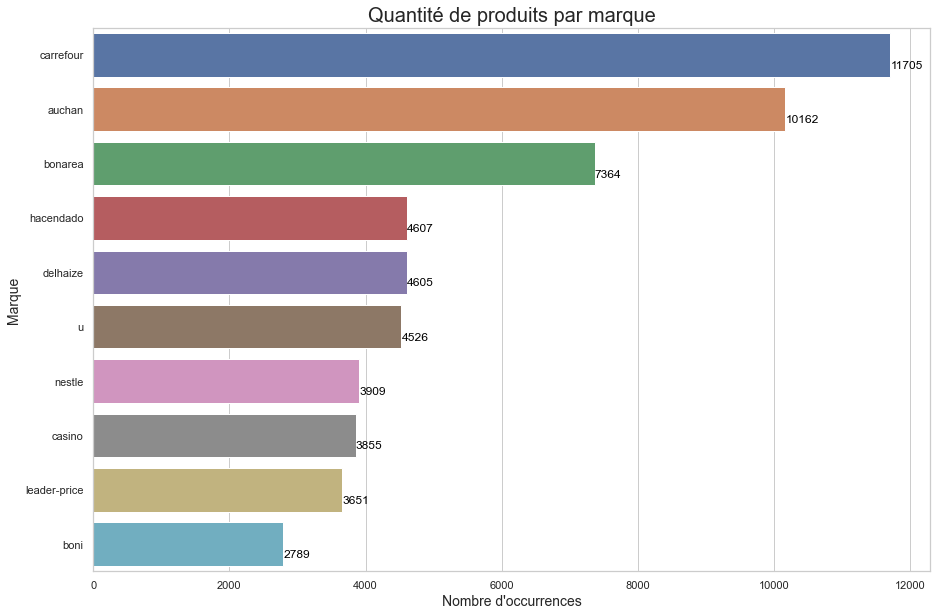 Quantité de produits par marque
carrefour
11705
auchan
10162
bonarea
7364
hacendado
4607
delhaize
4605
u
4526
nestle
3909
casino
3855
leader-price
3651
boni
2789
Marque
0 2000 4000 6000 8000 10000 12000
Nombre d'occurrences